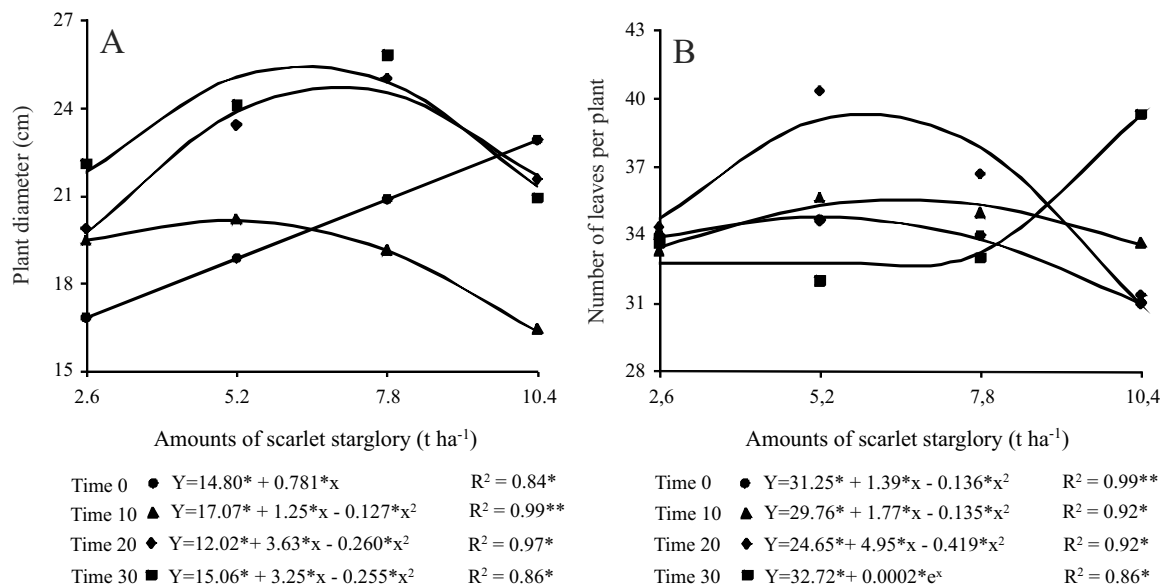 A
Plant diameter (cm)
27
24
21
18
15
2.6 5.2 7.8 10.4
Amounts of scarlet starglory (t ha⁻¹)
Time 0 ● Y=14.80* + 0.781*x R² = 0.84*
Time 10 ▲ Y=17.07* + 1.25*x - 0.127*x² R² = 0.99**
Time 20 ◆ Y=12.02*+ 3.63*x - 0.260*x² R² = 0.97*
Time 30 ■ Y=15.06* + 3.25*x - 0.255*x² R² = 0.86*
B
Number of leaves per plant
43
40
37
34
31
28
2,6 5,2 7,8 10,4
Amounts of scarlet starglory (t ha⁻¹)
Time 0 ● Y=31.25* + 1.39*x - 0.136*x² R² = 0.99**
Time 10 ▲ Y=29.76* + 1.77*x - 0.135*x² R² = 0.92*
Time 20 ◆ Y=24.65*+ 4.95*x - 0.419*x² R² = 0.92*
Time 30 ■ Y=32.72*+ 0.0002*eˣ R² = 0.86*